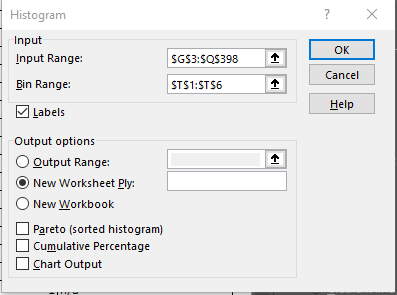 Histogram
? ×
Input
Input Range: $G$3:$Q$398
Bin Range: $T$1:$T$6
Labels
OK
Cancel
Help
Output options
Output Range:
New Worksheet Ply:
New Workbook
Pareto (sorted histogram)
Cumulative Percentage
Chart Output